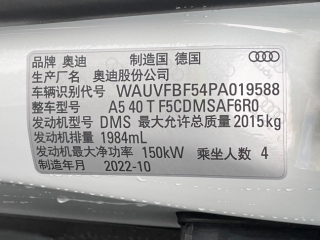 品牌 奥迪 制造国 德国
生产厂名 奥迪股份公司
车辆识别代号 WAUVFBF54PA019588
整车型号 A5 40 T F5CDMSAF6R0
发动机型号 DMS 最大允许总质量 2015kg
发动机排量 1984mL
发动机最大净功率 150kW 乘坐人数 4
制造年月 2022-10